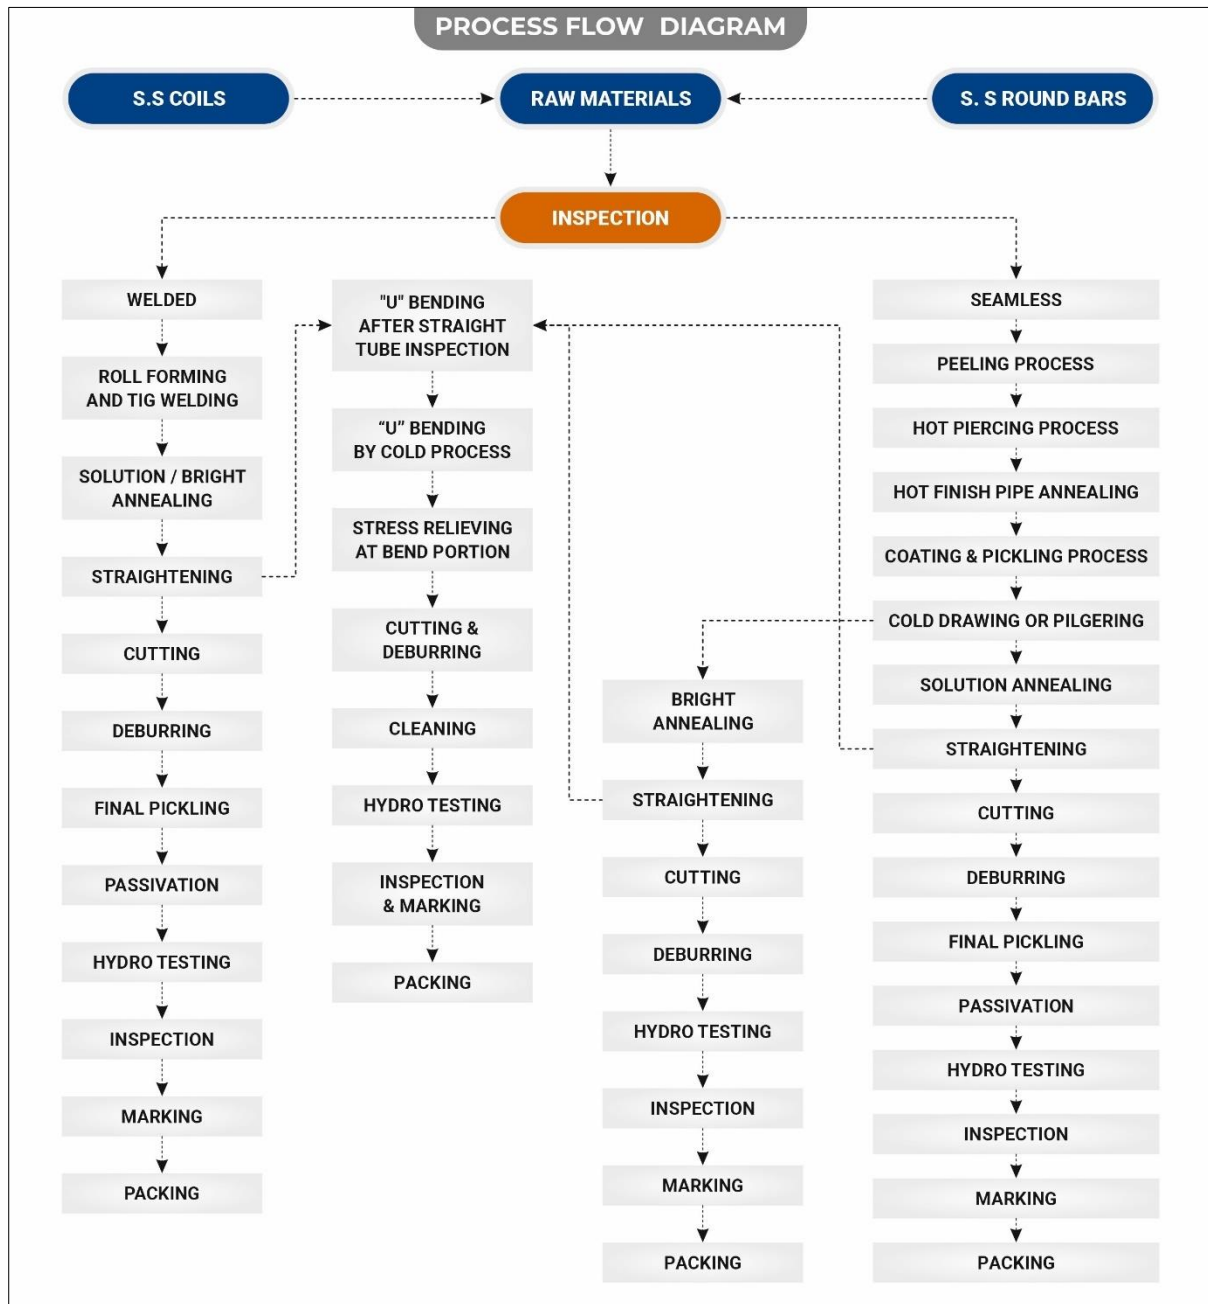 PROCESS FLOW DIAGRAM
S.S COILS
RAW MATERIALS
S. S ROUND BARS
INSPECTION
WELDED
ROLL FORMING
AND TIG WELDING
SOLUTION / BRIGHT
ANNEALING
STRAIGHTENING
CUTTING
DEBURRING
FINAL PICKLING
PASSIVATION
HYDRO TESTING
INSPECTION
MARKING
PACKING
"U" BENDING
AFTER STRAIGHT
TUBE INSPECTION
“U” BENDING
BY COLD PROCESS
STRESS RELIEVING
AT BEND PORTION
CUTTING &
DEBURRING
CLEANING
HYDRO TESTING
INSPECTION
& MARKING
PACKING
BRIGHT
ANNEALING
STRAIGHTENING
CUTTING
DEBURRING
HYDRO TESTING
INSPECTION
MARKING
PACKING
SEAMLESS
PEELING PROCESS
HOT PIERCING PROCESS
HOT FINISH PIPE ANNEALING
COATING & PICKLING PROCESS
COLD DRAWING OR PILGERING
SOLUTION ANNEALING
STRAIGHTENING
CUTTING
DEBURRING
FINAL PICKLING
PASSIVATION
HYDRO TESTING
INSPECTION
MARKING
PACKING